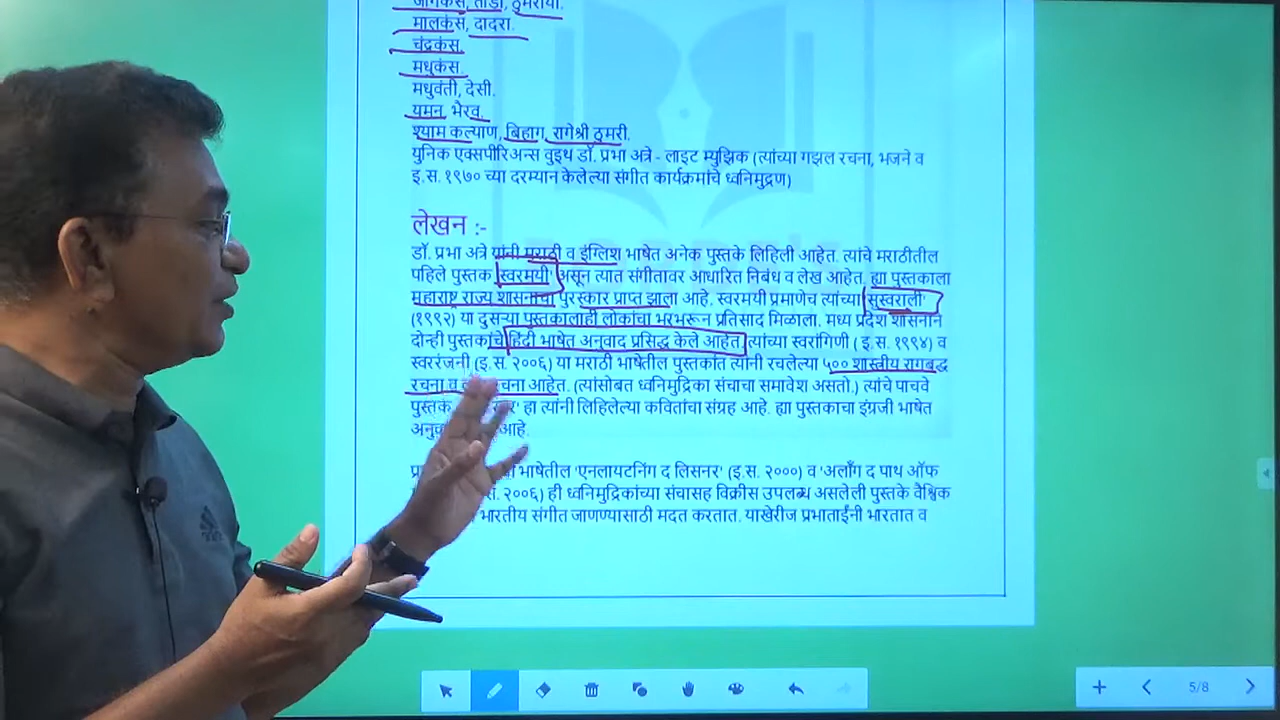 जोगकंस, तोडी, ठुमरीया.
मालकंस, दादरा.
चंद्रकंस.
मधुकंस.
मधुवंती, देसी.
यमन, भैरव.
श्याम कल्याण, बिहाग, रागेश्री ठुमरी.
युनिक एक्सपीरिअन्स वुइथ डॉ. प्रभा अत्रे - लाइट म्युझिक (त्यांच्या गझल रचना, भजने व
इ.स. १९७० च्या दरम्यान केलेल्या संगीत कार्यक्रमांचे ध्वनिमुद्रण)
लेखन :-
डॉ. प्रभा अत्रे यांनी मराठी व इंग्लिश भाषेत अनेक पुस्तके लिहिली आहेत. त्यांचे मराठीतील
पहिले पुस्तक 'स्वरमयी' असून त्यात संगीतावर आधारित निबंध व लेख आहेत. ह्या पुस्तकाला
महाराष्ट्र राज्य शासनाचा पुरस्कार प्राप्त झाला आहे. स्वरमयी प्रमाणेच त्यांच्या 'सुस्वराली'
(१९९२) या दुसऱ्या पुस्तकालाही लोकांचा भरभरून प्रतिसाद मिळाला. मध्य प्रदेश शासनाने
दोन्ही पुस्तकांचे हिंदी भाषेत अनुवाद प्रसिद्ध केले आहेत. त्यांच्या स्वरांगिणी ( इ.स. १९९४) व
स्वररंजनी (इ.स. २००६) या मराठी भाषेतील पुस्तकांत त्यांनी रचलेल्या ५०० शास्त्रीय रागबद्ध
रचना व रचना आहेत. (त्यांसोबत ध्वनिमुद्रिका संचाचा समावेश असतो.) त्यांचे पाचवे
पुस्तक हा त्यांनी लिहिलेल्या कवितांचा संग्रह आहे. ह्या पुस्तकाचा इंग्रजी भाषेत
आहे.
भाषेतील 'एनलायटनिंग द लिसनर' (इ.स. २०००) व 'अलाँग द पाथ ऑफ
२००६) ही ध्वनिमुद्रिकांच्या संचासह विक्रीस उपलब्ध असलेली पुस्तके वैश्विक
भारतीय संगीत जाणण्यासाठी मदत करतात. याखेरीज प्रभाताईंनी भारतात व
5/8